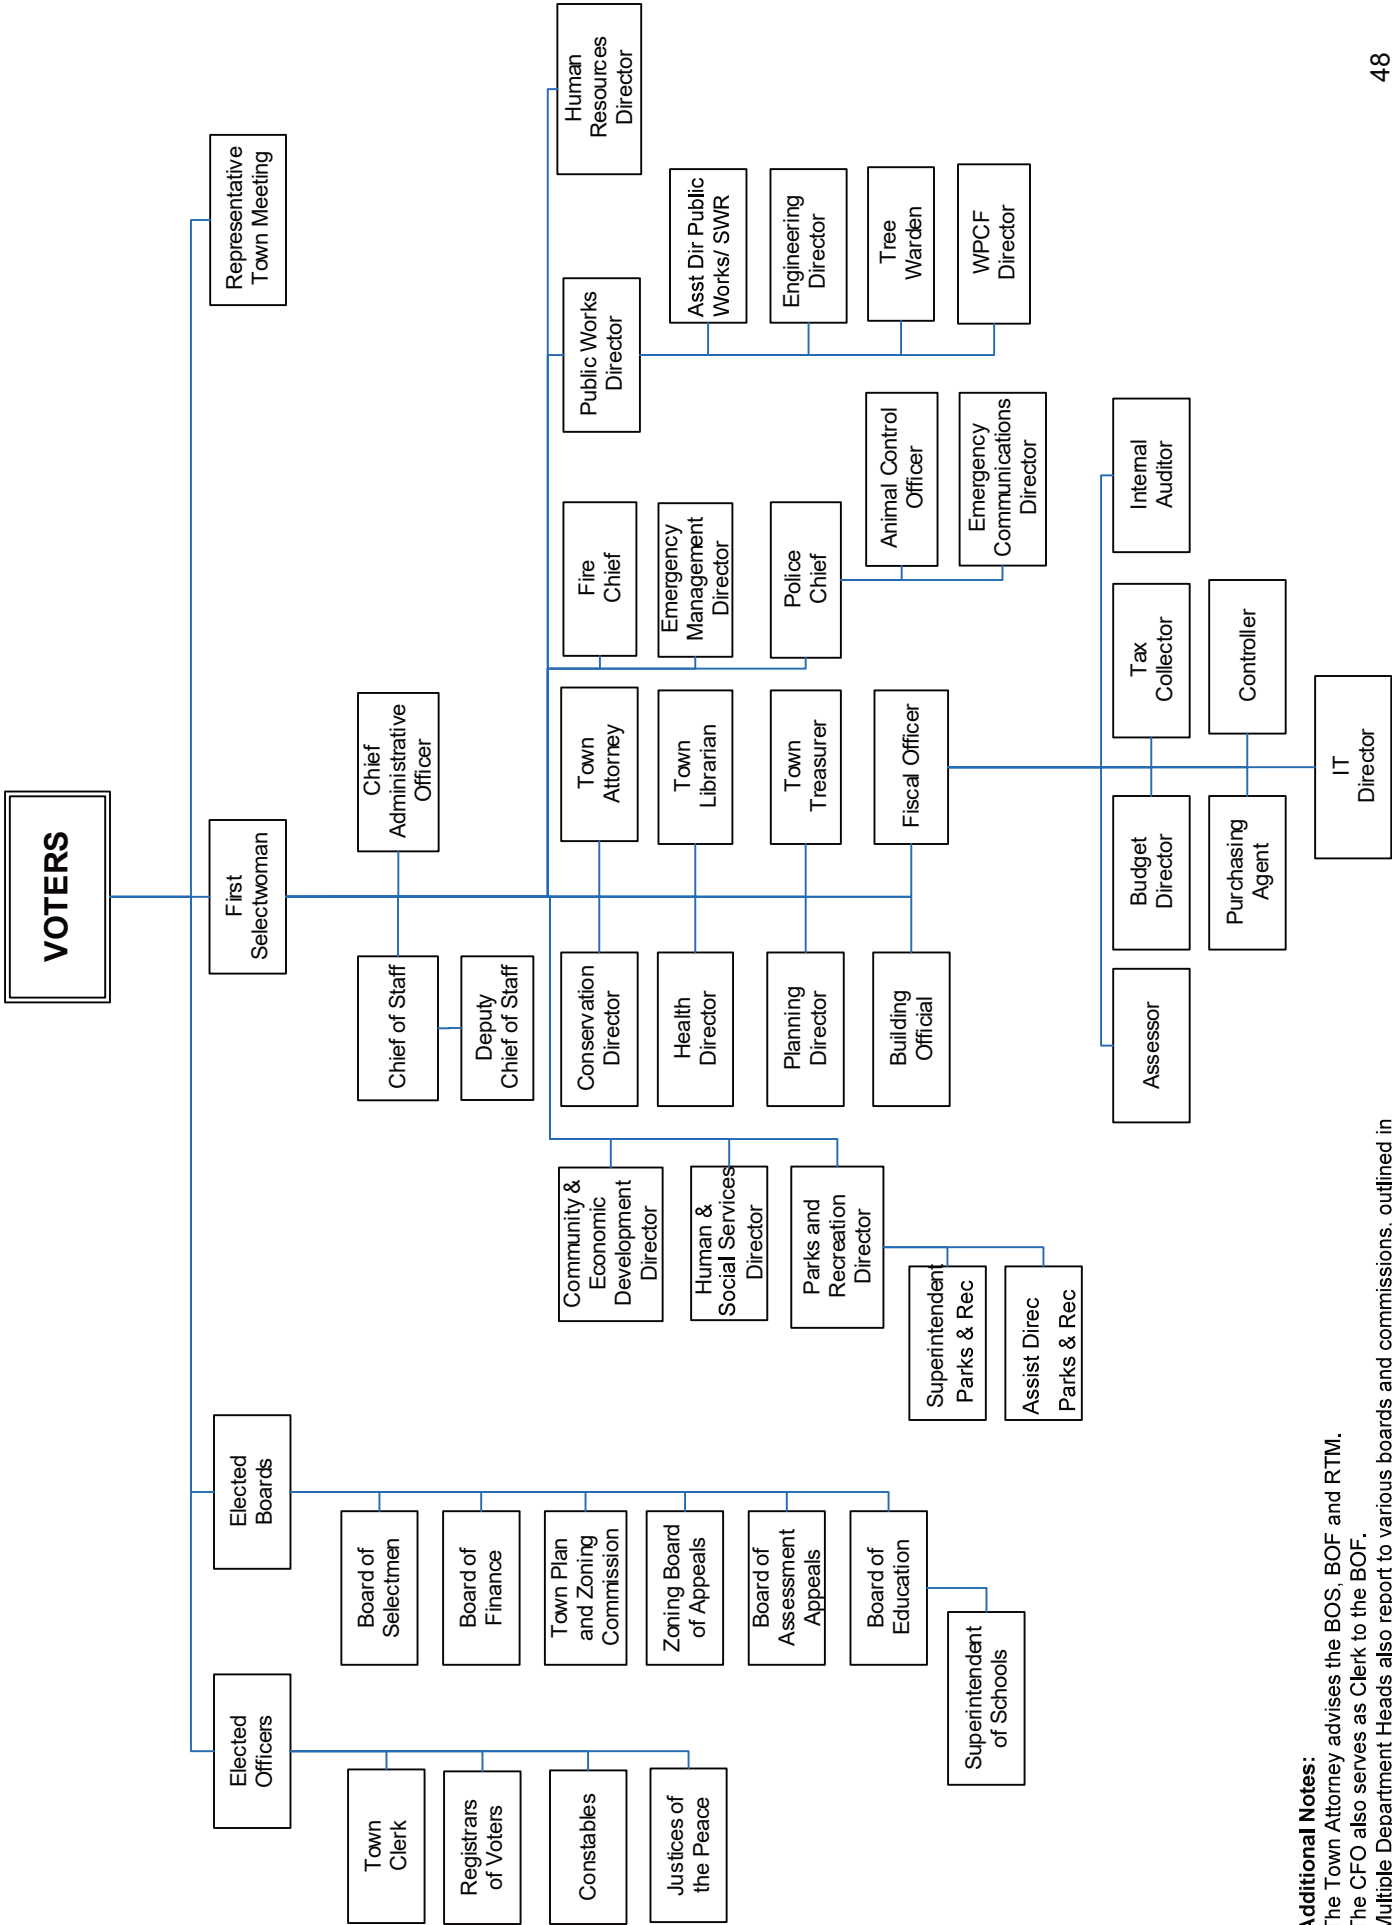 VOTERS
Elected
Officers
Elected
Boards
First
Selectwoman
Representative
Town Meeting
Town
Clerk
Registrars
of Voters
Constables
Justices of
the Peace
Board of
Selectmen
Board of
Finance
Town Plan
and Zoning
Commission
Zoning Board
of Appeals
Board of
Assessment
Appeals
Board of
Education
Superintendent
of Schools
Chief of Staff
Chief
Administrative
Officer
Deputy
Chief of Staff
Community &
Economic
Development
Director
Human &
Social Services
Director
Parks and
Recreation
Director
Superintendent
Parks & Rec
Assist Direc
Parks & Rec
Conservation
Director
Health
Director
Planning
Director
Building
Official
Town
Attorney
Town
Librarian
Town
Treasurer
Fiscal Officer
Fire
Chief
Emergency
Management
Director
Police
Chief
Animal Control
Officer
Emergency
Communications
Director
Public Works
Director
Asst Dir Public
Works/ SWR
Engineering
Director
Tree
Warden
WPCF
Director
Human
Resources
Director
Assessor
Budget
Director
Tax
Collector
Internal
Auditor
Purchasing
Agent
Controller
IT
Director
Additional Notes:
The Town Attorney advises the BOS, BOF and RTM.
The CFO also serves as Clerk to the BOF.
Multiple Department Heads also report to various boards and commissions, outlined in
48